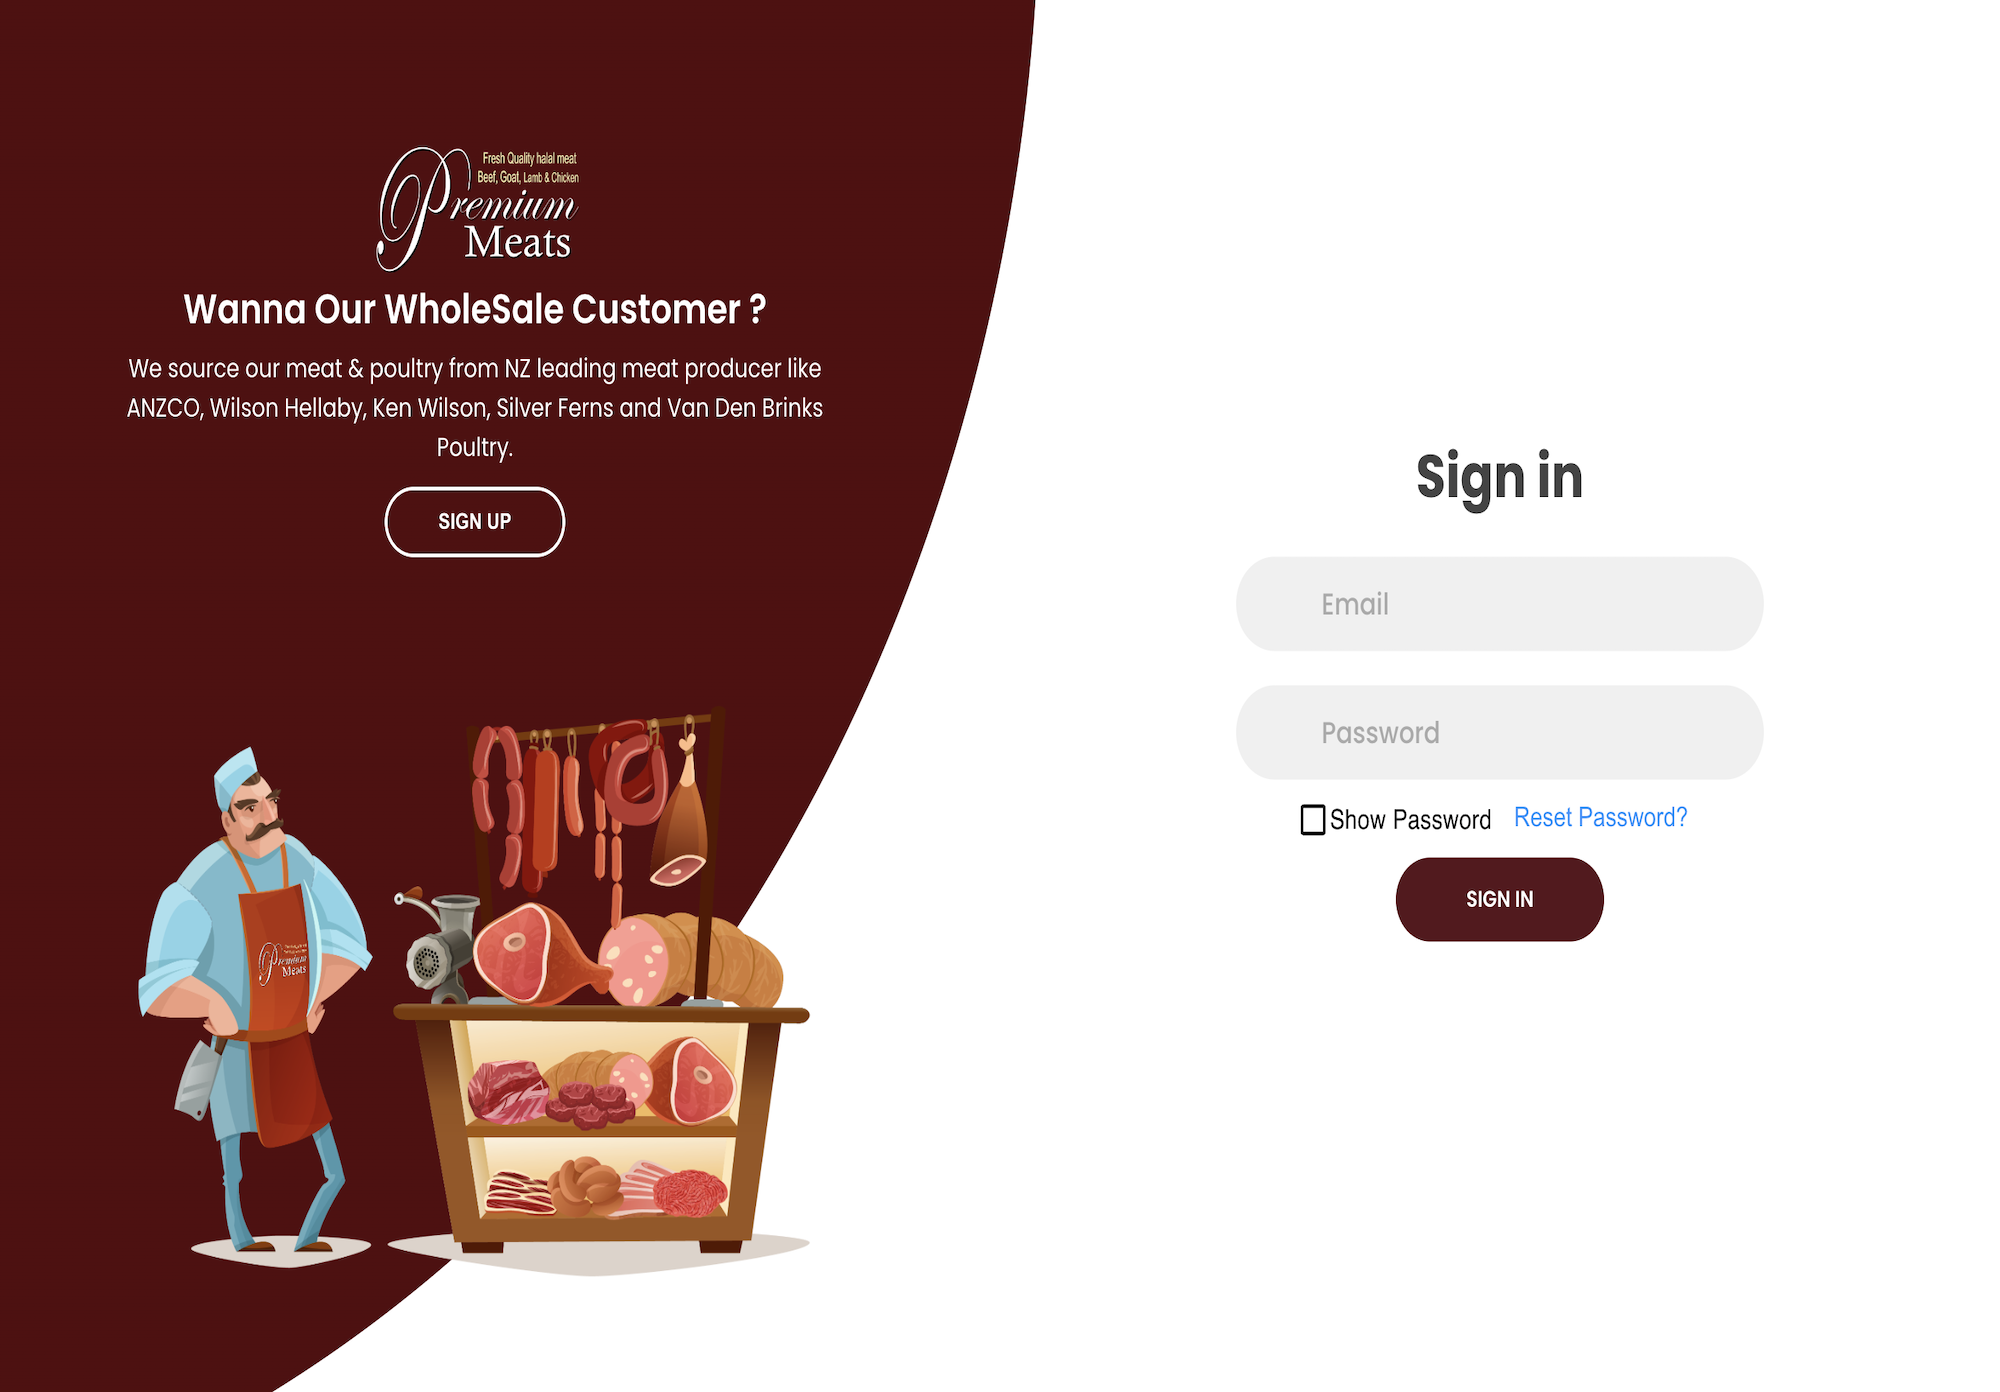 Fresh Quality halal meat
Beef, Goat, Lamb & Chicken
Premium
Meats
Wanna Our WholeSale Customer ?
We source our meat & poultry from NZ leading meat producer like
ANZCO, Wilson Hellaby, Ken Wilson, Silver Ferns and Van Den Brinks
Poultry.
SIGN UP
Premium
Meats
Sign in
Email
Password
Show Password Reset Password?
SIGN IN